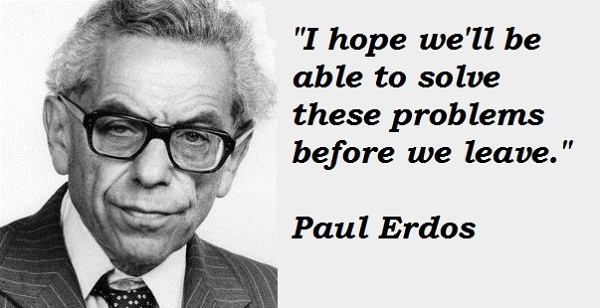 "I hope we'll be
able to solve
these problems
before we leave."
Paul Erdos